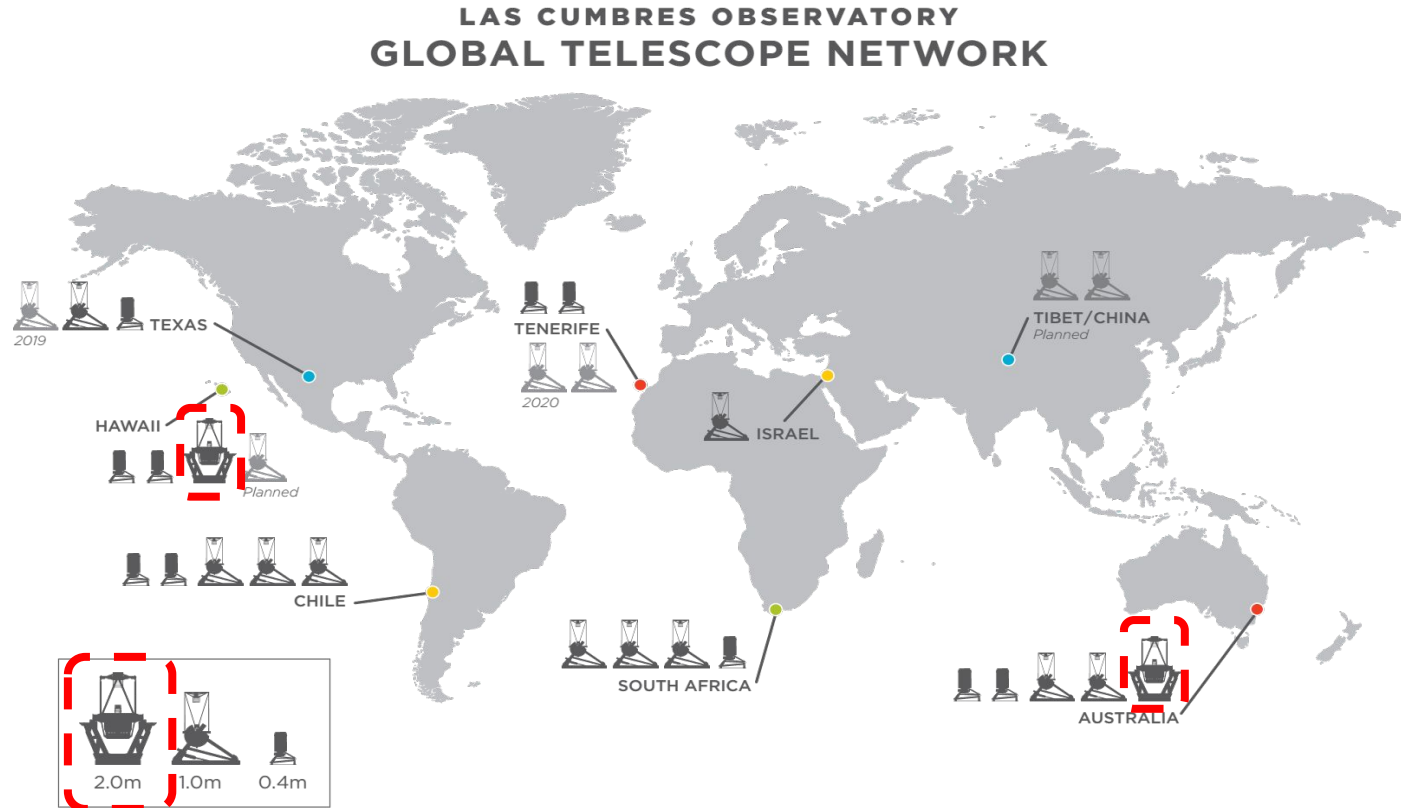 LAS CUMBRES OBSERVATORY
GLOBAL TELESCOPE NETWORK
TEXAS
2019
TENERIFE
2020
TIBET/CHINA
Planned
HAWAII
Planned
ISRAEL
CHILE
SOUTH AFRICA
AUSTRALIA
2.0m 1.0m 0.4m